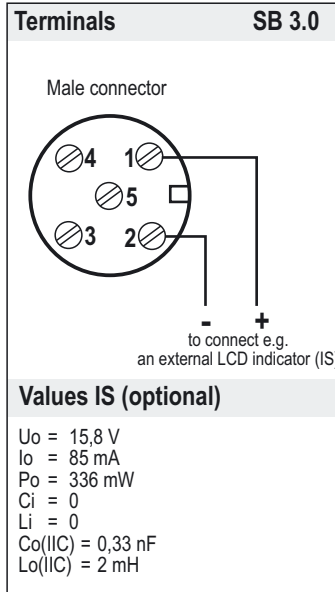 Terminals SB 3.0
Male connector
4 1
5
3 2
- +
to connect e.g.
an external LCD indicator (IS
Values IS (optional)
Uo = 15,8 V
Io = 85 mA
Po = 336 mW
Ci = 0
Li = 0
Co(IIC) = 0,33 nF
Lo(IIC) = 2 mH